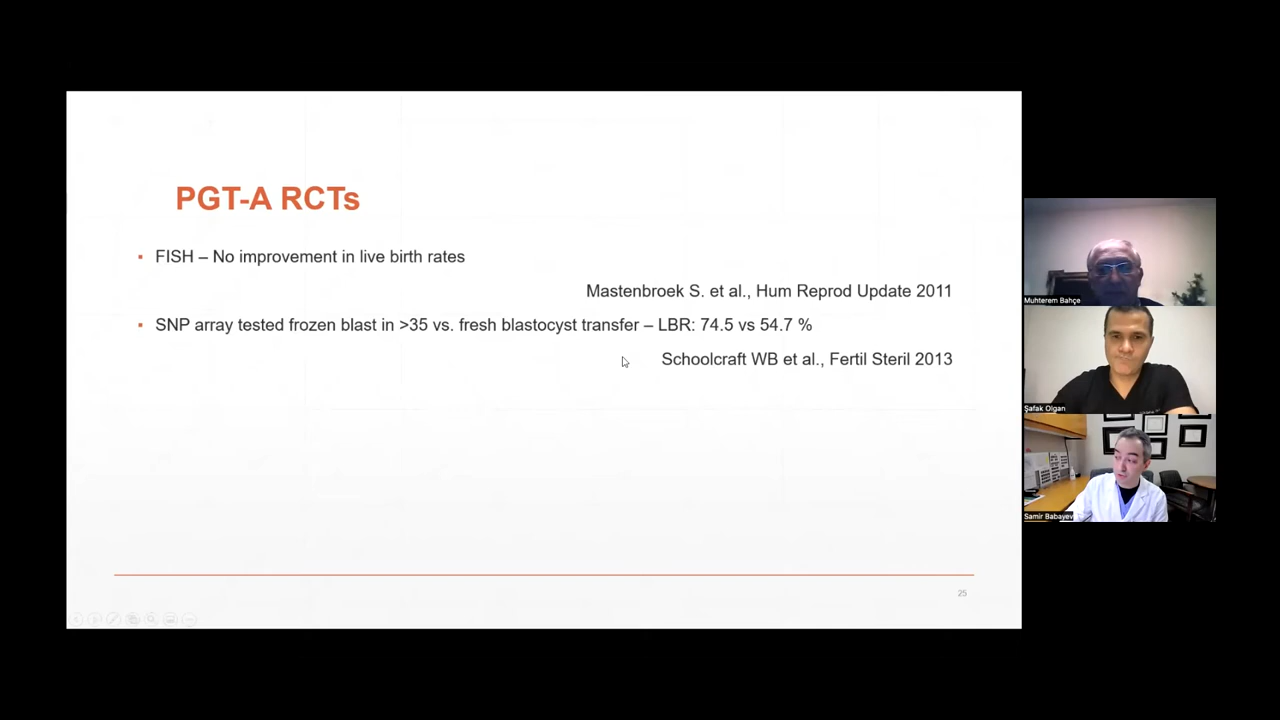 PGT-A RCTs
▪ FISH – No improvement in live birth rates
Mastenbroek S. et al., Hum Reprod Update 2011
▪ SNP array tested frozen blast in >35 vs. fresh blastocyst transfer – LBR: 74.5 vs 54.7 %
Schoolcraft WB et al., Fertil Steril 2013
25
Muhterem Bahçe
Şafak Olgan
Samir Babayev